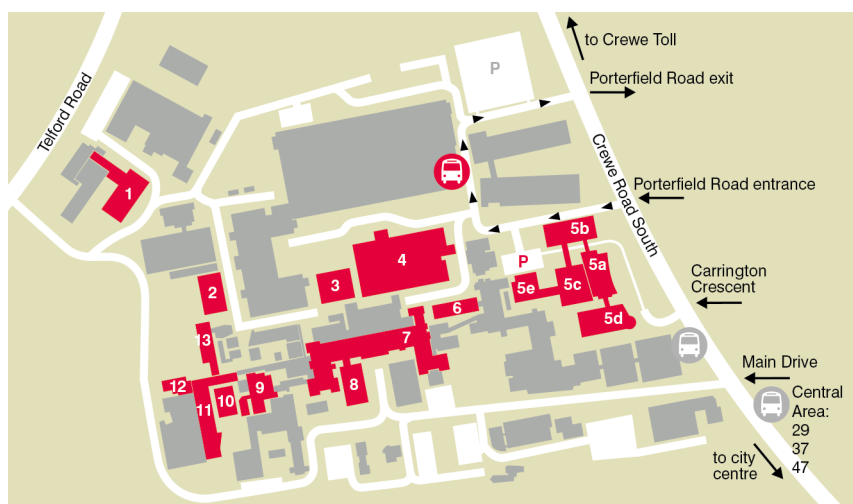 to Crewe Toll
P
Porterfield Road exit
Telford Road
Crewe Road South
Porterfield Road entrance
1
5b
4
P
5a
Carrington
Crescent
2
3
5e
5c
6
5d
13
7
Main Drive
12
9
8
Central
Area:
11
10
29
37
47
to city
centre